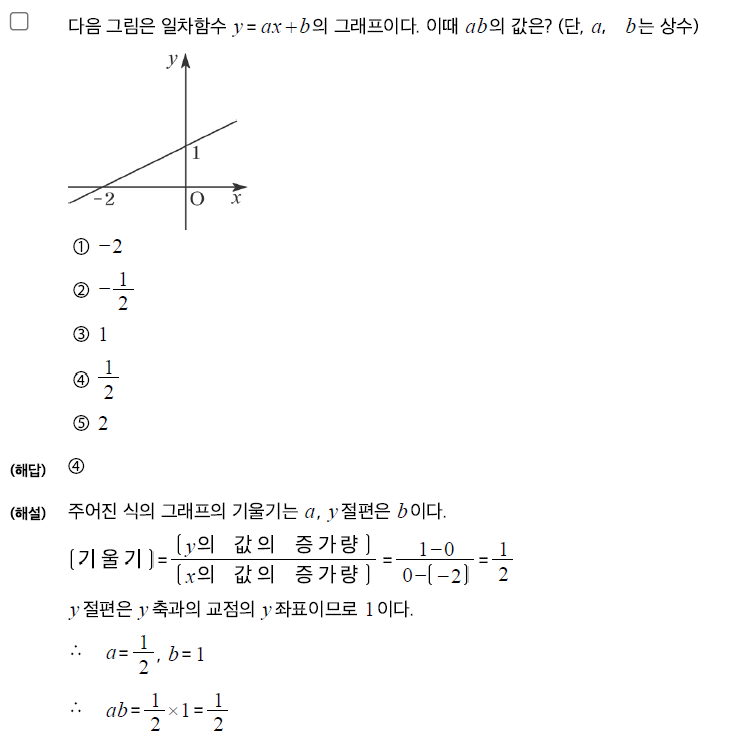 다음 그림은 일차함수 y=ax+b의 그래프이다. 이때 ab의 값은? (단, a, b는 상수)
y
1
-2 O x
① -2
② -1/2
③ 1
④ 1/2
⑤ 2
(해답) ④
(해설) 주어진 식의 그래프의 기울기는 a, y절편은 b이다.
(기울기)=(y의 값의 증가량)/(x의 값의 증가량)=(1-0)/(0-(-2))=1/2
y절편은 y축과의 교점의 y좌표이므로 1이다.
∴ a=1/2, b=1
∴ ab=1/2×1=1/2